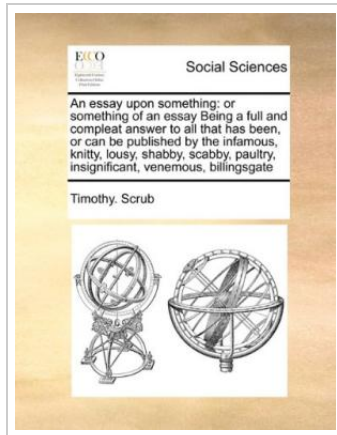 ECCO
Social Sciences
An essay upon something: or
something of an essay Being a full and
compleat answer to all that has been,
or can be published by the infamous,
knitty, lousy, shabby, scabby, paultry,
insignificant, venemous, billingsgate
Timothy. Scrub